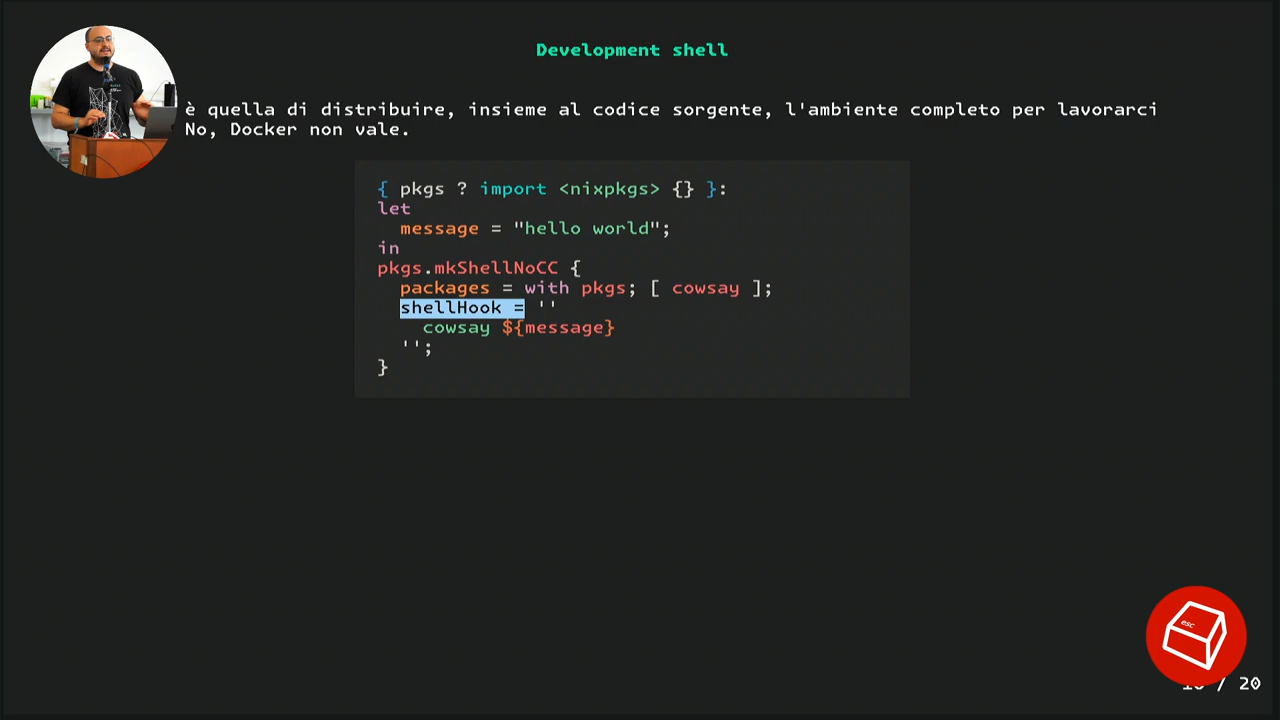 Development shell
è quella di distribuire, insieme al codice sorgente, l'ambiente completo per lavorarci
No, Docker non vale.
{ pkgs ? import <nixpkgs> {} }:
let
  message = "hello world";
in
pkgs.mkShellNoCC {
  packages = with pkgs; [ cowsay ];
  shellHook = ''
    cowsay ${message}
  '';
}
esc
/ 20